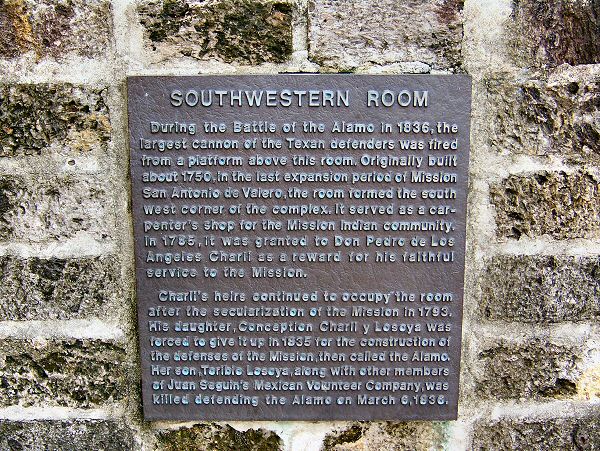 SOUTHWESTERN ROOM
During the Battle of the Alamo in 1836, the
largest cannon of the Texan defenders was fired
from a platform above this room. Originally built
about 1750, in the last expansion period of Mission
San Antonio de Valero, the room formed the south
west corner of the complex. It served as a car-
penter's shop for the Mission Indian community.
In 1785, it was granted to Don Pedro de Los
Angeles Charli as a reward for his faithful
service to the Mission.
Charli's heirs continued to occupy the room
after the secularization of the Mission in 1793.
His daughter, Conception Charli y Losoya was
forced to give it up in 1835 for the construction of
the defenses of the Mission, then called the Alamo.
Her son, Toribio Losoya, along with other members
of Juan Seguin's Mexican Volunteer Company, was
killed defending the Alamo on March 6, 1836.